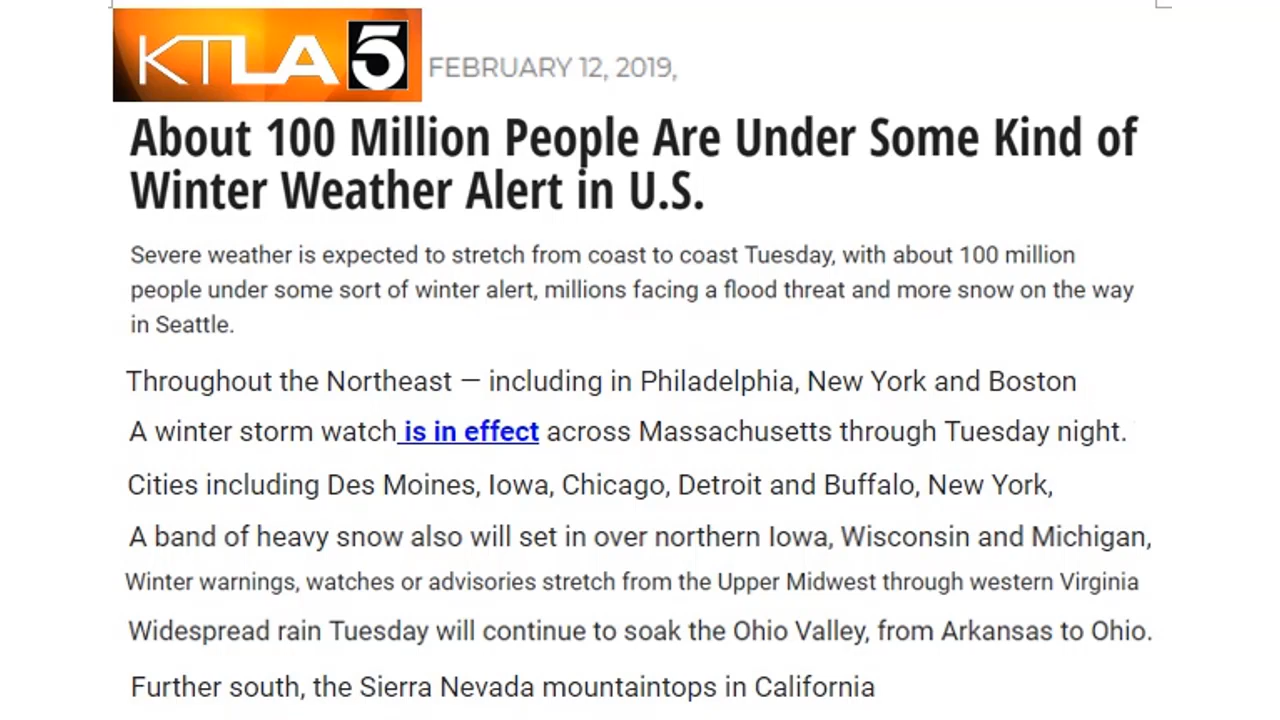 KTLA 5 FEBRUARY 12, 2019,
About 100 Million People Are Under Some Kind of
Winter Weather Alert in U.S.
Severe weather is expected to stretch from coast to coast Tuesday, with about 100 million
people under some sort of winter alert, millions facing a flood threat and more snow on the way
in Seattle.
Throughout the Northeast — including in Philadelphia, New York and Boston
A winter storm watch is in effect across Massachusetts through Tuesday night.
Cities including Des Moines, Iowa, Chicago, Detroit and Buffalo, New York,
A band of heavy snow also will set in over northern Iowa, Wisconsin and Michigan,
Winter warnings, watches or advisories stretch from the Upper Midwest through western Virginia
Widespread rain Tuesday will continue to soak the Ohio Valley, from Arkansas to Ohio.
Further south, the Sierra Nevada mountaintops in California